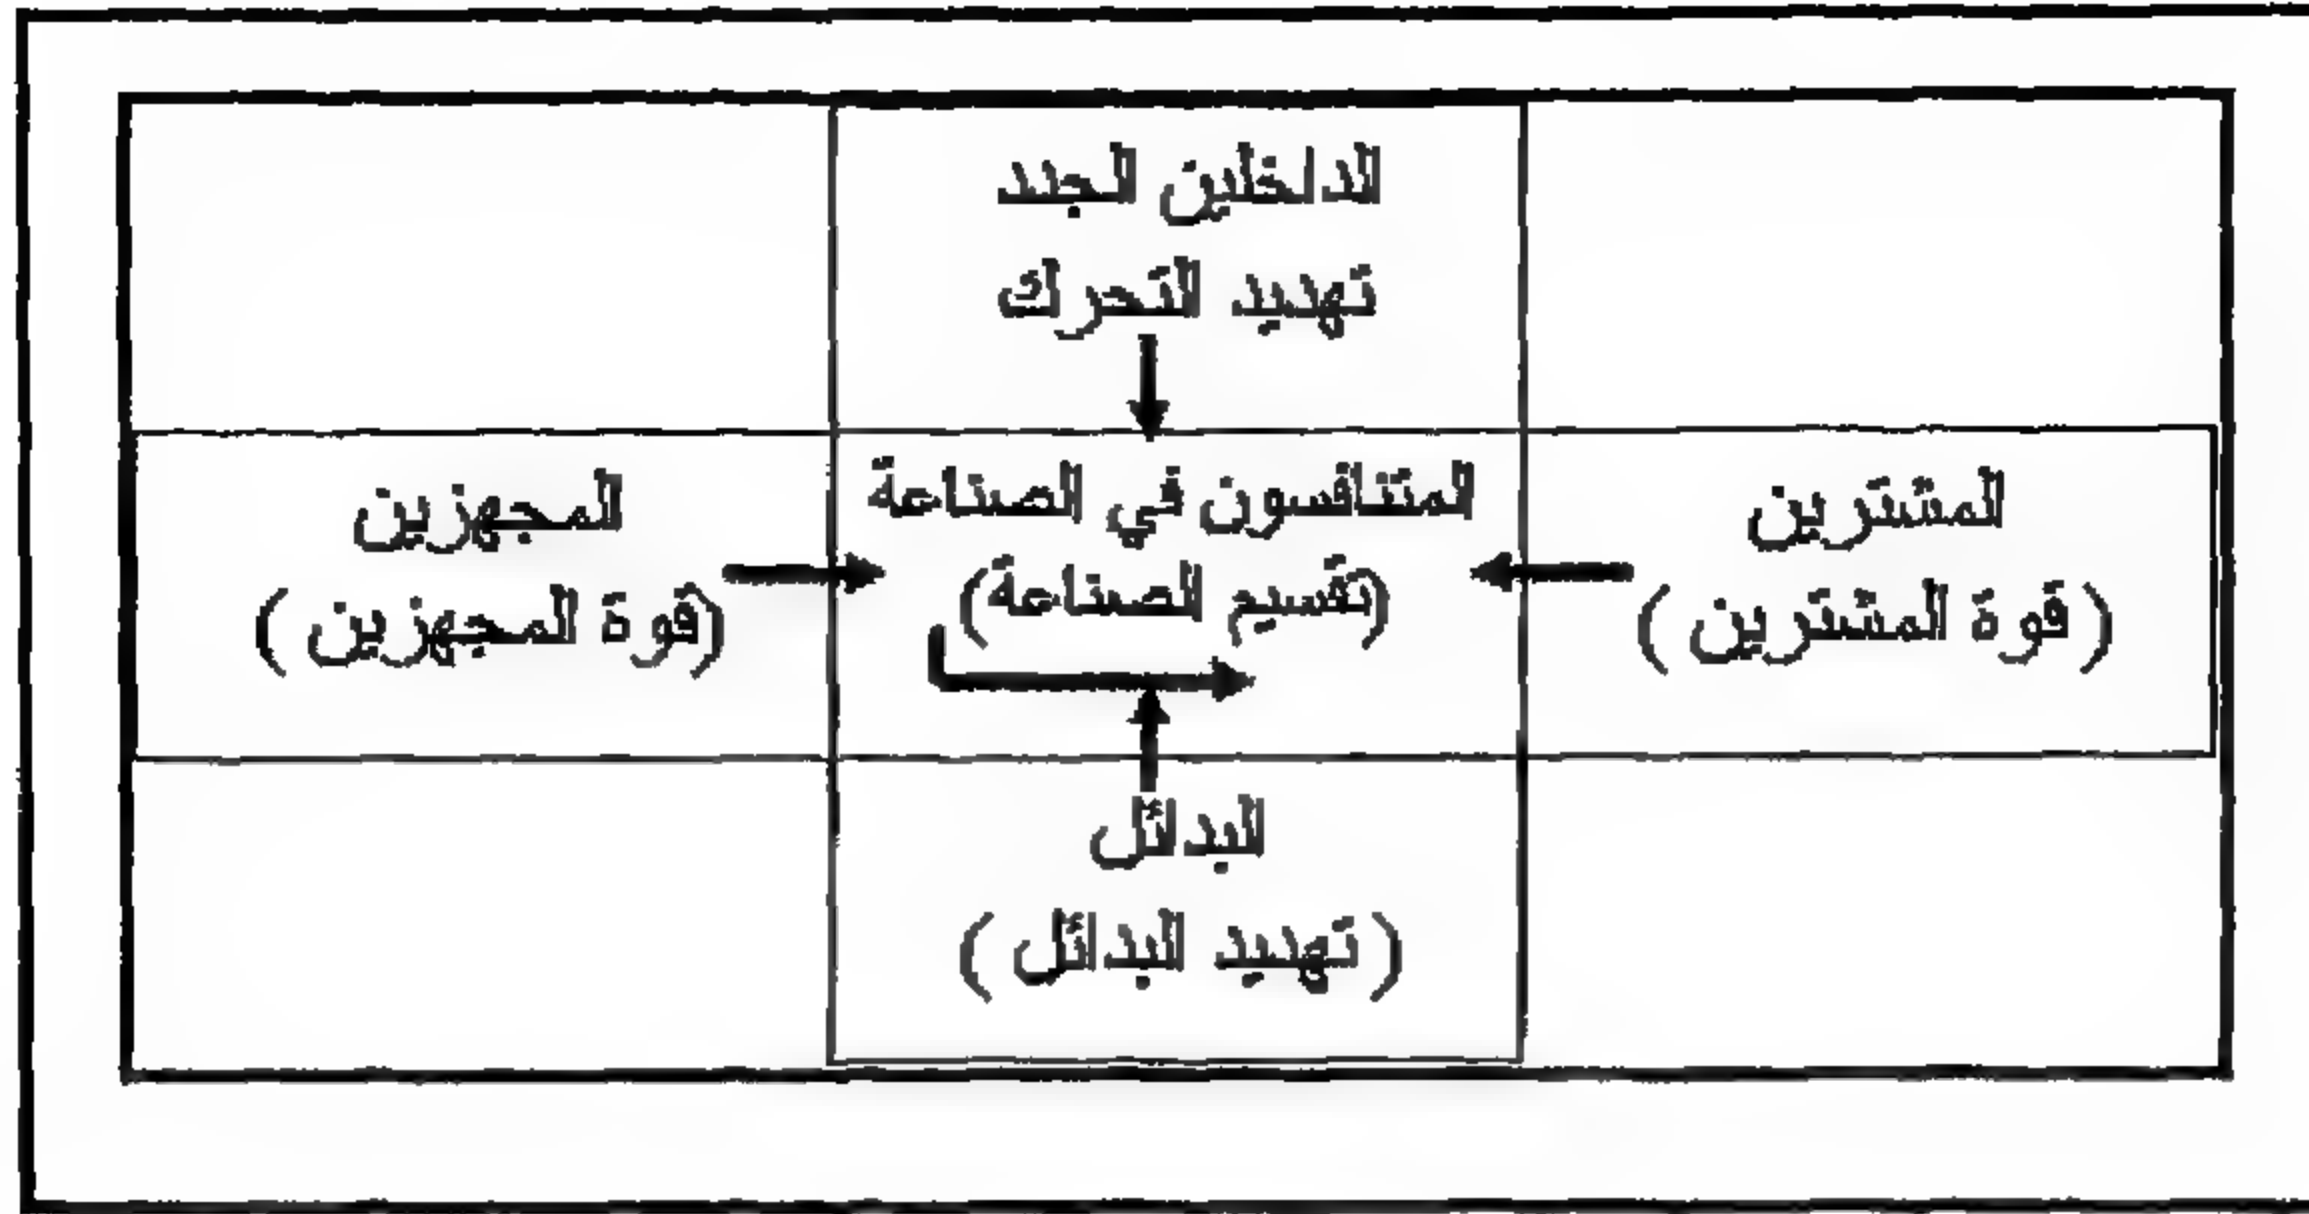 الداخلين الجدد
تهديد التحرك
المشترين
(قوة المشترين)
المتنافسون في الصناعة
(تقسيم الصناعة)
المجهزين
(قوة المجهزين)
البدائل
(تهديد البدائل)